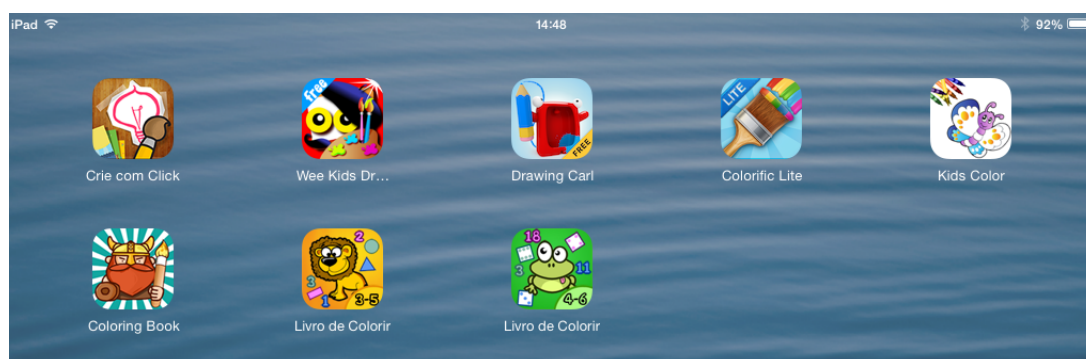 iPad 14:48 92%
free LITE
FREE
Crie com Click Wee Kids Dr... Drawing Carl Colorific Lite Kids Color
2 18
3 3 11
1 3-5 4-6
Coloring Book Livro de Colorir Livro de Colorir